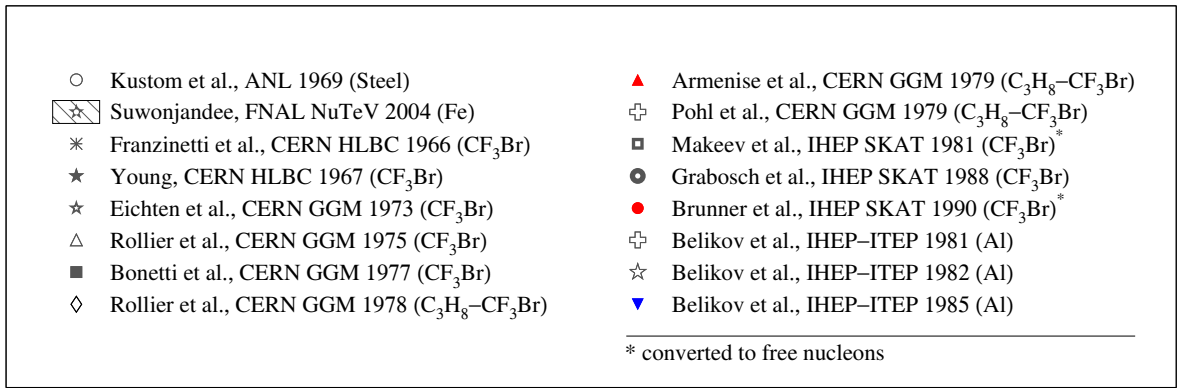 Kustom et al., ANL 1969 (Steel)
Suwonjandee, FNAL NuTeV 2004 (Fe)
Franzinetti et al., CERN HLBC 1966 (CF₃Br)
Young, CERN HLBC 1967 (CF₃Br)
Eichten et al., CERN GGM 1973 (CF₃Br)
Rollier et al., CERN GGM 1975 (CF₃Br)
Bonetti et al., CERN GGM 1977 (CF₃Br)
Rollier et al., CERN GGM 1978 (C₃H₈–CF₃Br)
Armenise et al., CERN GGM 1979 (C₃H₈–CF₃Br)
Pohl et al., CERN GGM 1979 (C₃H₈–CF₃Br)
Makeev et al., IHEP SKAT 1981 (CF₃Br)*
Grabosch et al., IHEP SKAT 1988 (CF₃Br)
Brunner et al., IHEP SKAT 1990 (CF₃Br)*
Belikov et al., IHEP–ITEP 1981 (Al)
Belikov et al., IHEP–ITEP 1982 (Al)
Belikov et al., IHEP–ITEP 1985 (Al)
* converted to free nucleons